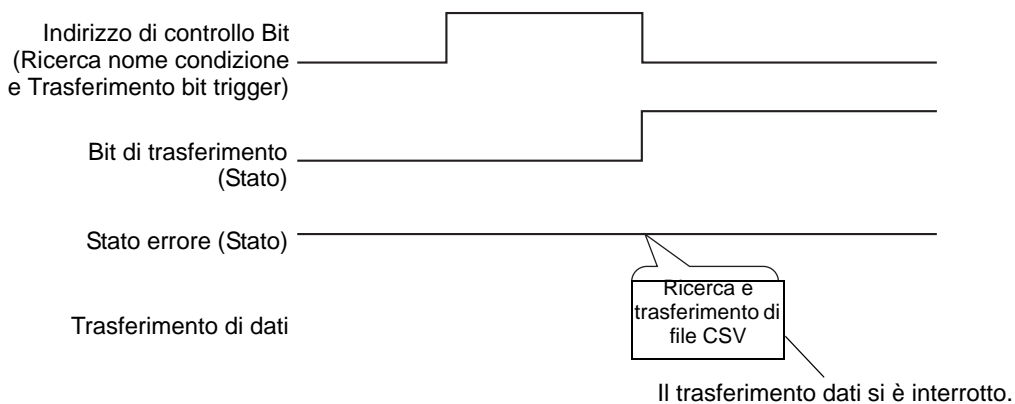 Indirizzo di controllo Bit
(Ricerca nome condizione
e Trasferimento bit trigger)
Bit di trasferimento
(Stato)
Stato errore (Stato)
Ricerca e
trasferimento di
file CSV
Trasferimento di dati
Il trasferimento dati si è interrotto.